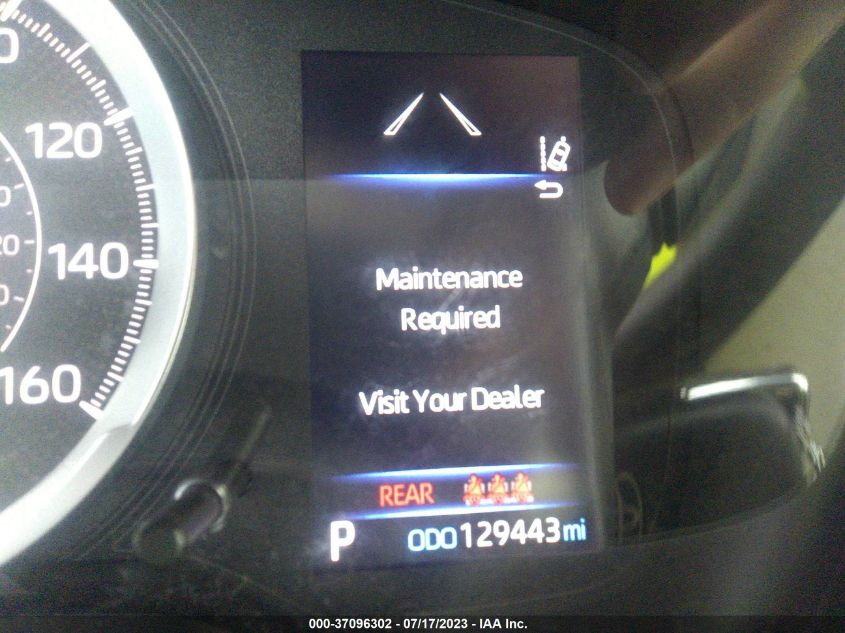 120
140
160
Maintenance
Required
Visit Your Dealer
REAR
P ODO 129443 mi
000-37096302 - 07/17/2023 - IAA Inc.